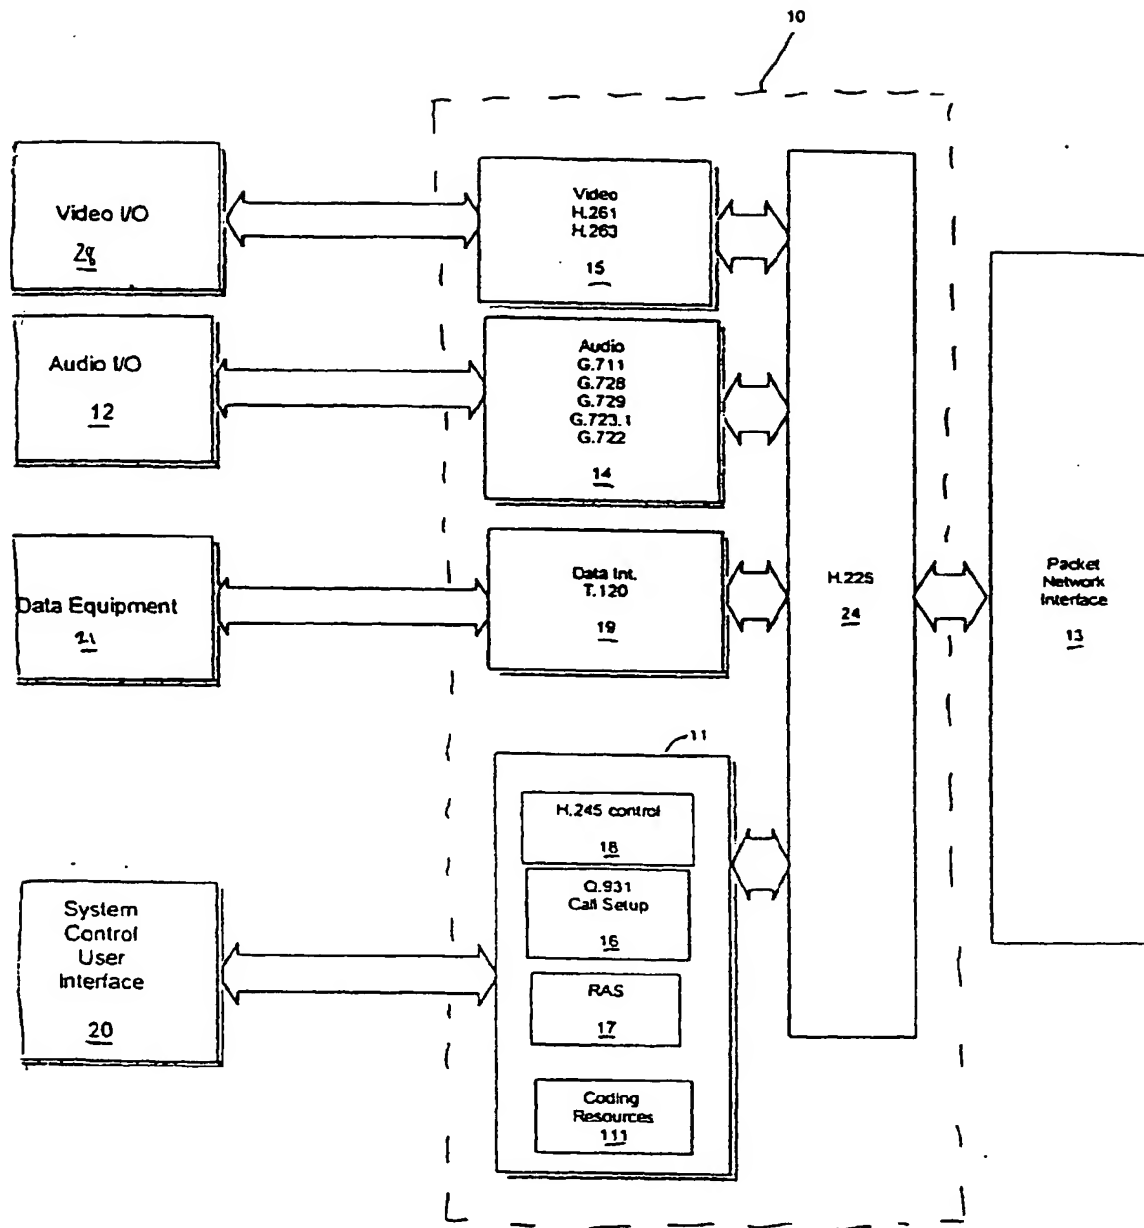 10
Video I/O
28
Video
H.261
H.263
15
Audio I/O
12
Audio
G.711
G.728
G.729
G.723.1
G.722
14
Data Equipment
21
Data Int.
T.120
19
H.225
24
Packet
Network
Interface
13
11
H.245 control
18
Q.931
Call Setup
16
RAS
17
Coding
Resources
111
System
Control
User
Interface
20